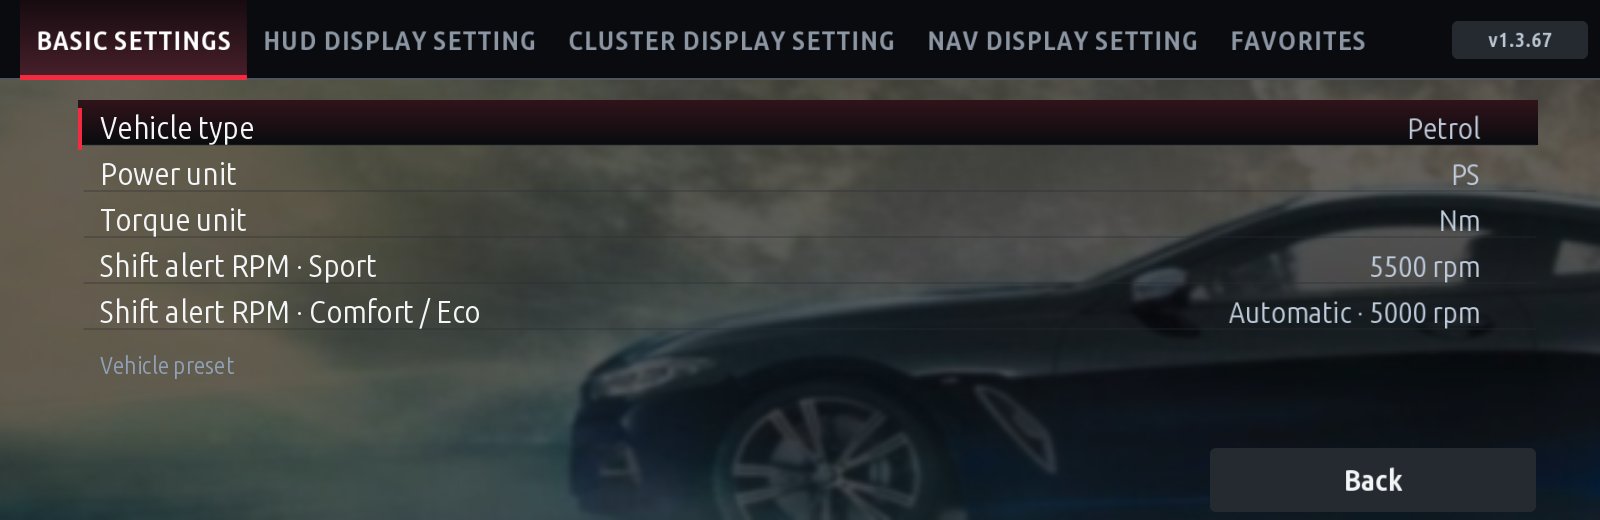 BASIC SETTINGS HUD DISPLAY SETTING CLUSTER DISPLAY SETTING NAV DISPLAY SETTING FAVORITES v1.3.67
Vehicle type Petrol
Power unit PS
Torque unit Nm
Shift alert RPM · Sport 5500 rpm
Shift alert RPM · Comfort / Eco Automatic · 5000 rpm
Vehicle preset
Back